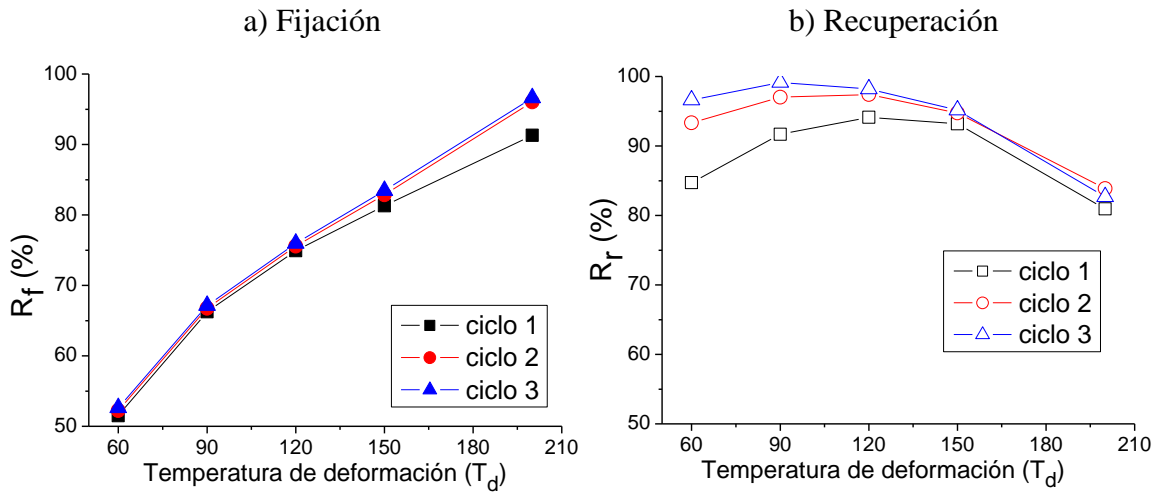 a) Fijación
100
90
80
70
60
50
R_f (%)
60 90 120 150 180 210
Temperatura de deformación (T_d)
ciclo 1
ciclo 2
ciclo 3
b) Recuperación
100
90
80
70
60
50
R_r (%)
60 90 120 150 180 210
Temperatura de deformación (T_d)
ciclo 1
ciclo 2
ciclo 3